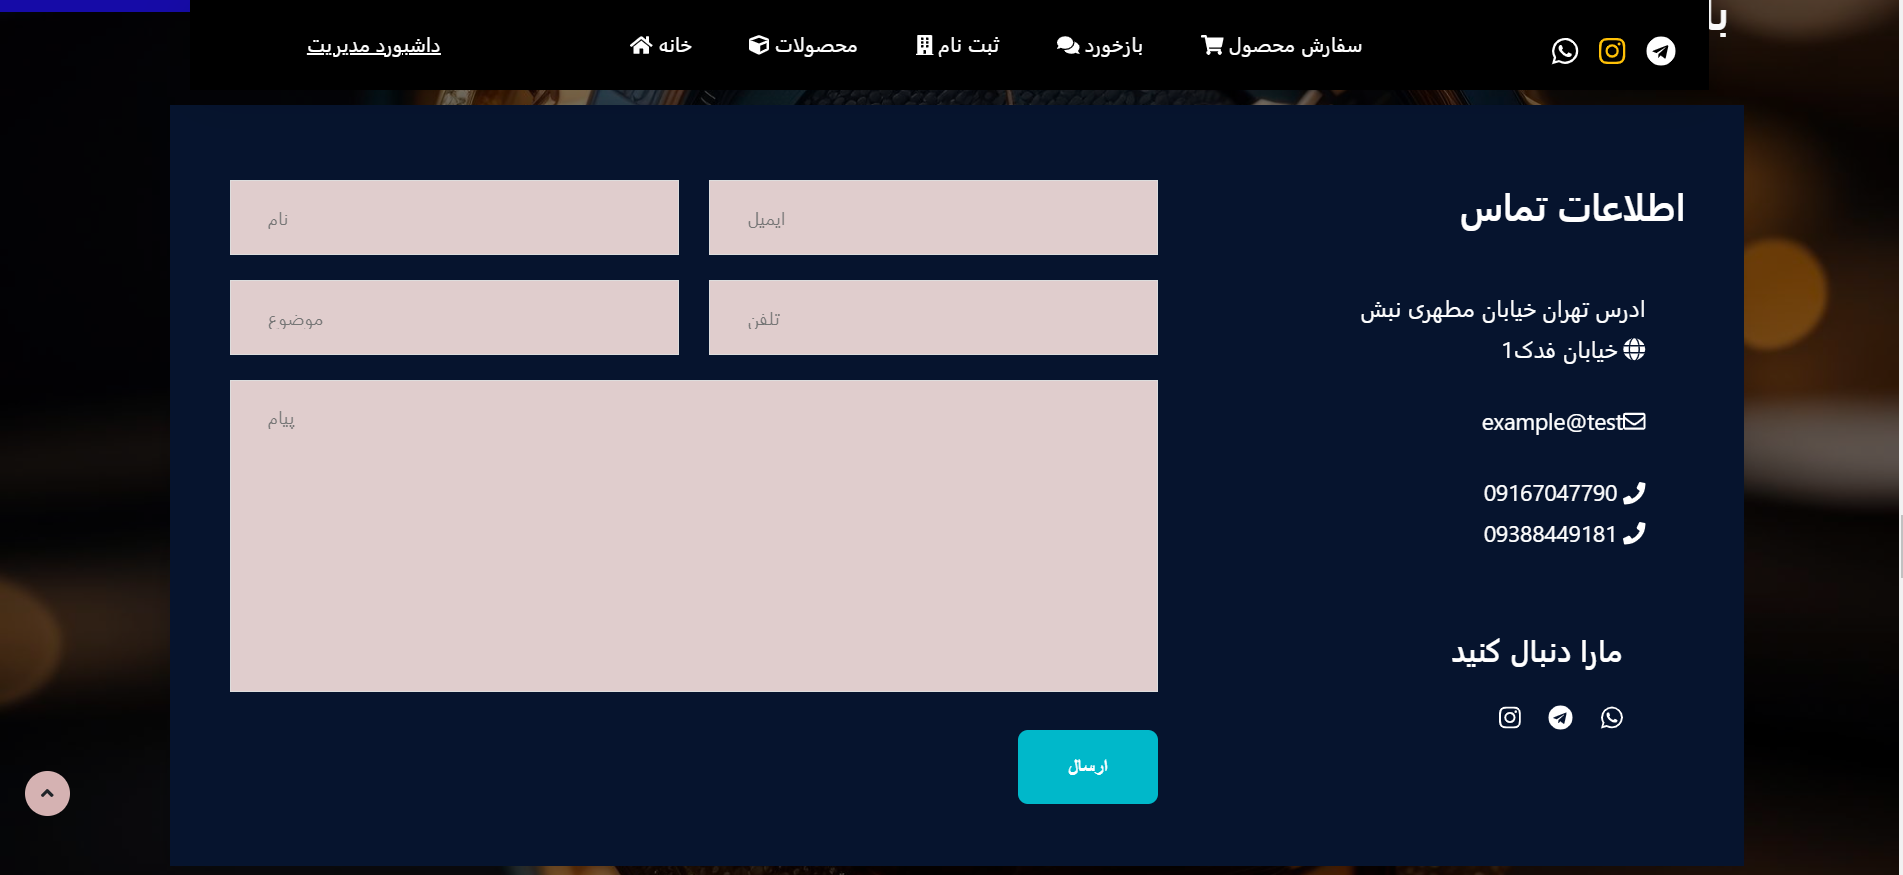 با
سفارش محصول
بازخورد
ثبت نام
محصولات
خانه
داشبورد مدیریت
اطلاعات تماس
ادرس تهران خیابان مطهری نبش
خیابان فدک1
example@test
09167047790
09388449181
مارا دنبال کنید
ایمیل
نام
تلفن
موضوع
پیام
ارسال